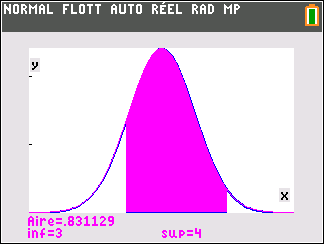 NORMAL FLOTT AUTO RÉEL RAD MP
y
x
Aire=.831129
inf=3 sup=4